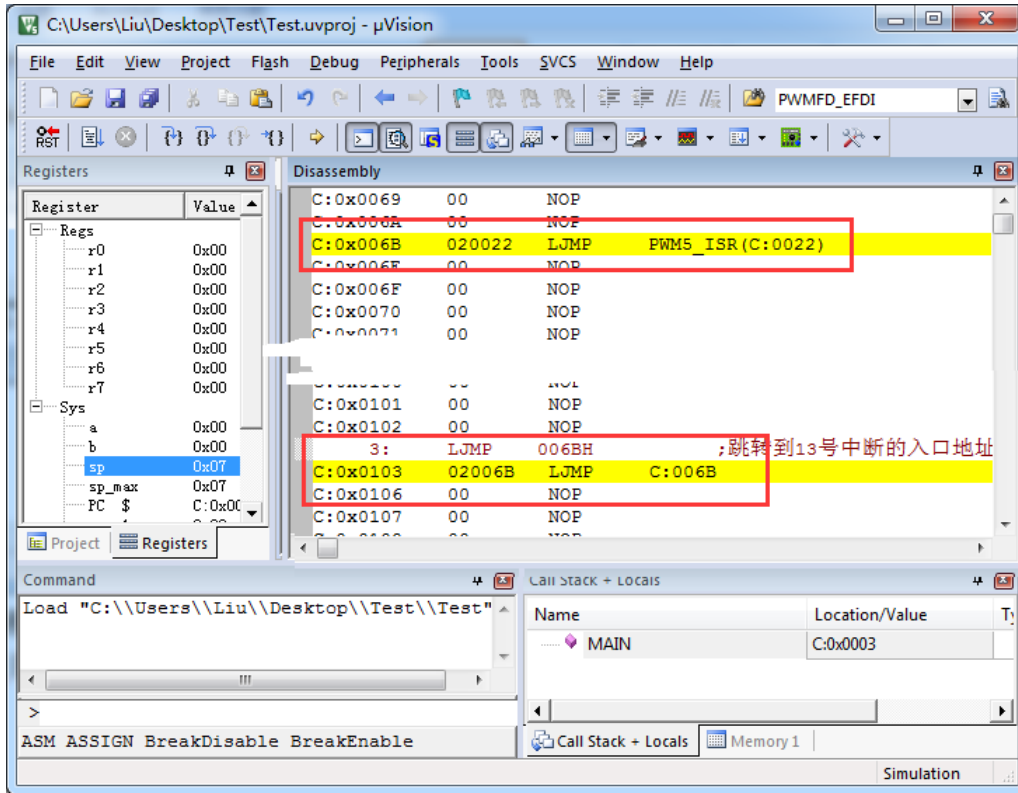 C:\Users\Liu\Desktop\Test\Test.uvproj - µVision
File Edit View Project Flash Debug Peripherals Tools SVCS Window Help
PWMFD_EFDI
RST
Registers
Register Value
Regs
r0 0x00
r1 0x00
r2 0x00
r3 0x00
r4 0x00
r5 0x00
r6 0x00
r7 0x00
Sys
a 0x00
b 0x00
sp 0x07
sp_max 0x07
PC $ C:0x00
Project Registers
Disassembly
C:0x0069 00 NOP
C:0x006A 00 NOP
C:0x006B 020022 LJMP PWM5_ISR(C:0022)
C:0x006E 00 NOP
C:0x006F 00 NOP
C:0x0070 00 NOP
C:0x0071 00 NOP
C:0x0101 00 NOP
C:0x0102 00 NOP
3: LJMP 006BH ;跳转到13号中断的入口地址
C:0x0103 02006B LJMP C:006B
C:0x0106 00 NOP
C:0x0107 00 NOP
Command
Load "C:\\Users\\Liu\\Desktop\\Test\\Test"
>
ASM ASSIGN BreakDisable BreakEnable
Call Stack + Locals
Name Location/Value
MAIN C:0x0003
Call Stack + Locals Memory 1
Simulation